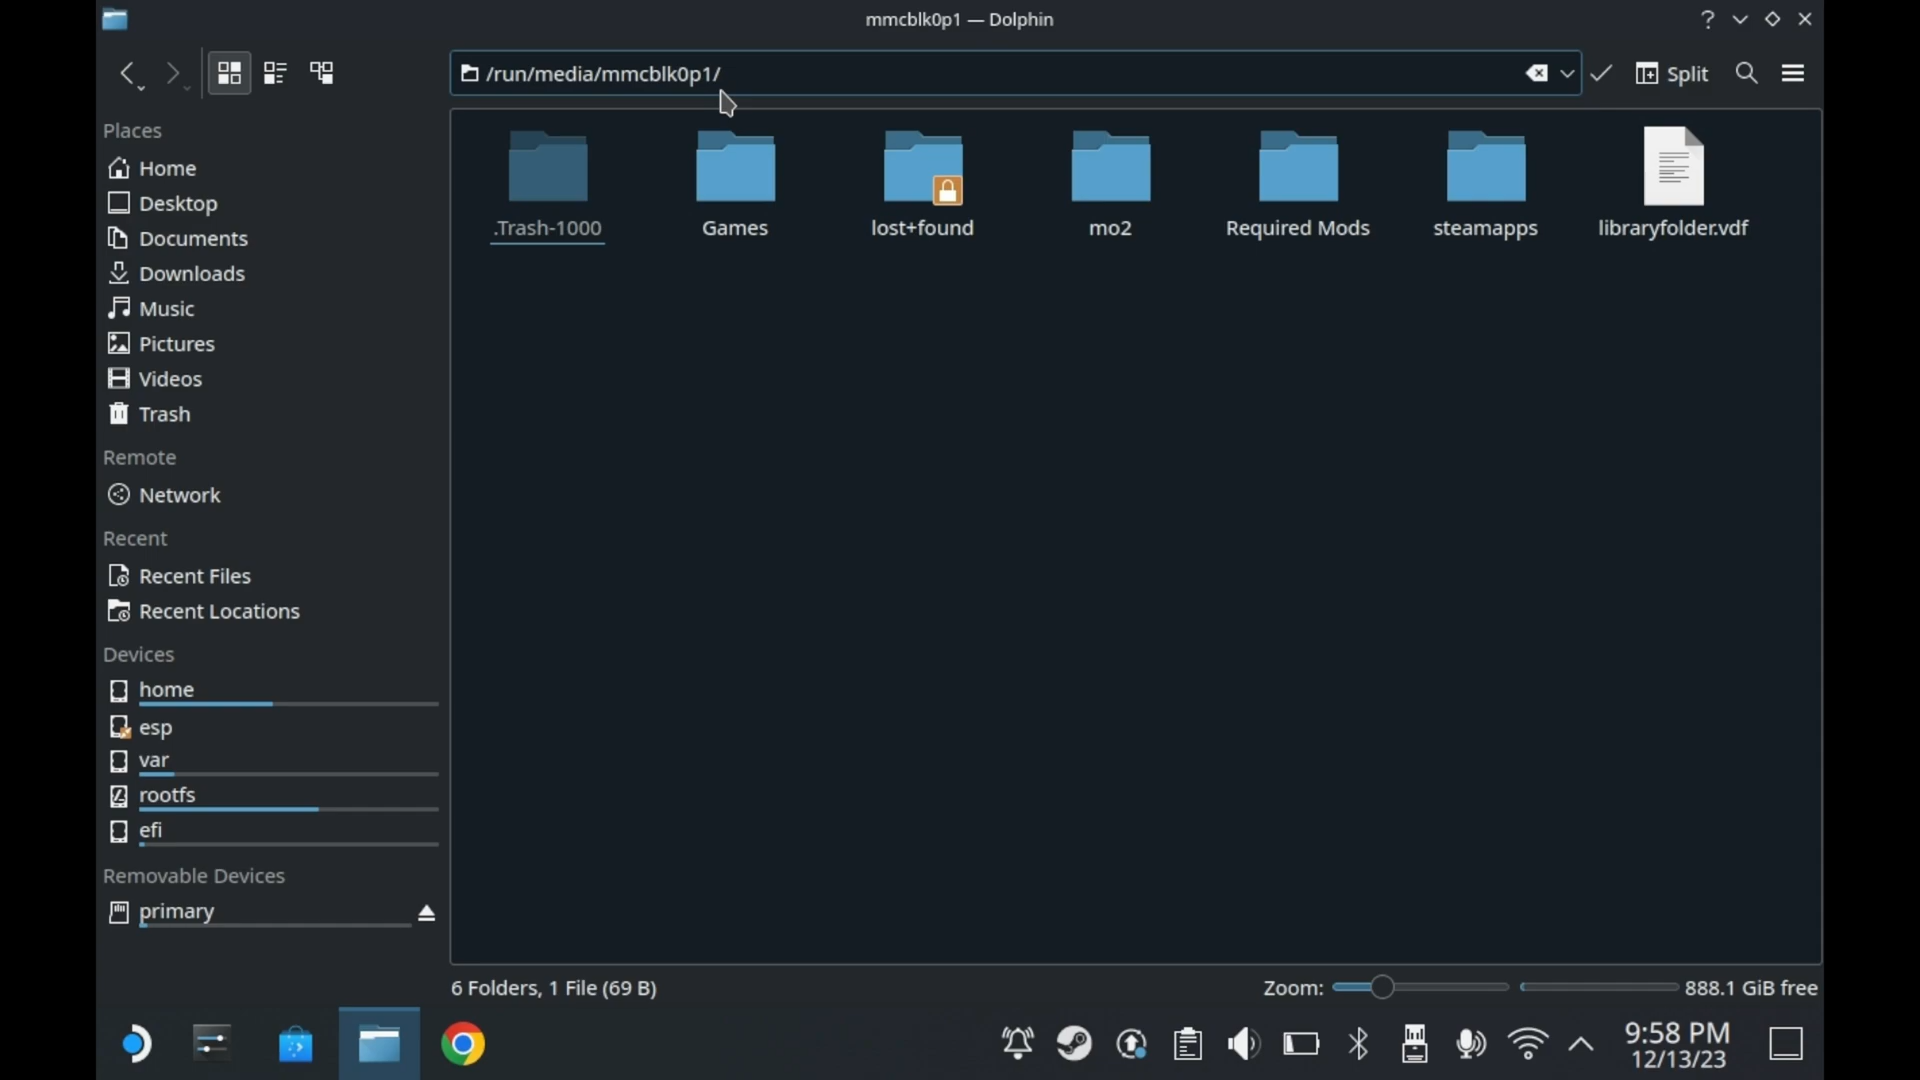 mmcblk0p1 — Dolphin
/run/media/mmcblk0p1/
Split
Places
Home
Desktop
Documents
Downloads
Music
Pictures
Videos
Trash
Remote
Network
Recent
Recent Files
Recent Locations
Devices
home
esp
var
rootfs
efi
Removable Devices
primary
.Trash-1000
Games
lost+found
mo2
Required Mods
steamapps
libraryfolder.vdf
6 Folders, 1 File (69 B)
Zoom:
888.1 GiB free
9:58 PM
12/13/23